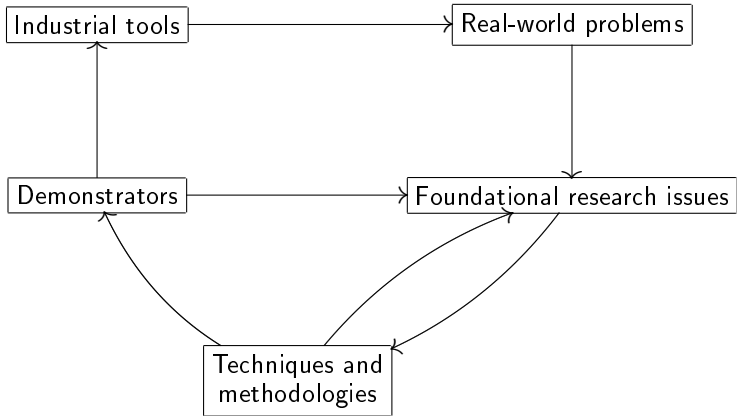 Industrial tools
Real-world problems
Demonstrators
Foundational research issues
Techniques and
methodologies